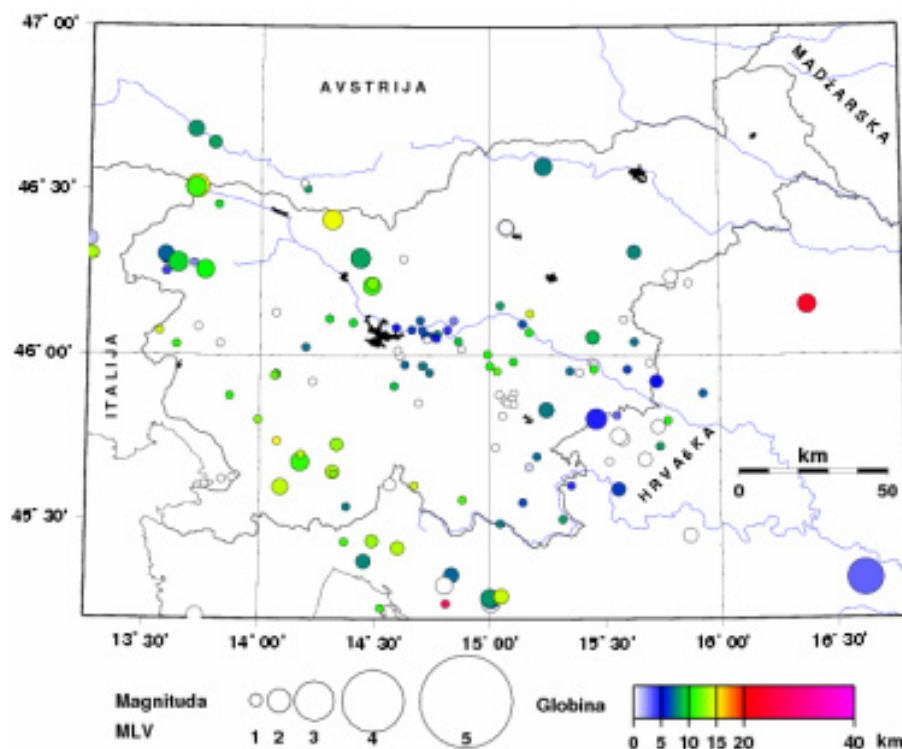 47° 00'
46° 30'
46° 00'
45° 30'
AVSTRIJA
MADŽARSKA
ITALIJA
HRVAŠKA
km
0 50
13° 30' 14° 00' 14° 30' 15° 00' 15° 30' 16° 00' 16° 30'
Magnituda
MLV
1 2 3 4 5
Globina
0 5 10 15 20 40 km